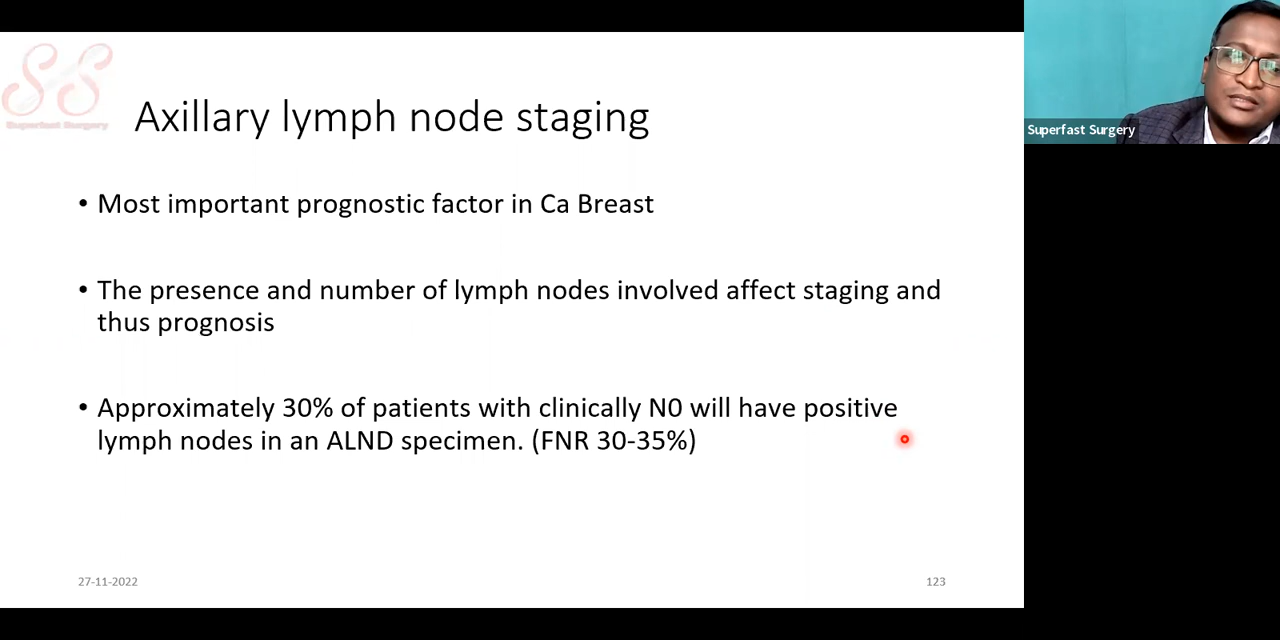 Superfast Surgery
Axillary lymph node staging
• Most important prognostic factor in Ca Breast
• The presence and number of lymph nodes involved affect staging and
thus prognosis
• Approximately 30% of patients with clinically N0 will have positive
lymph nodes in an ALND specimen. (FNR 30-35%)
27-11-2022
123
Superfast Surgery